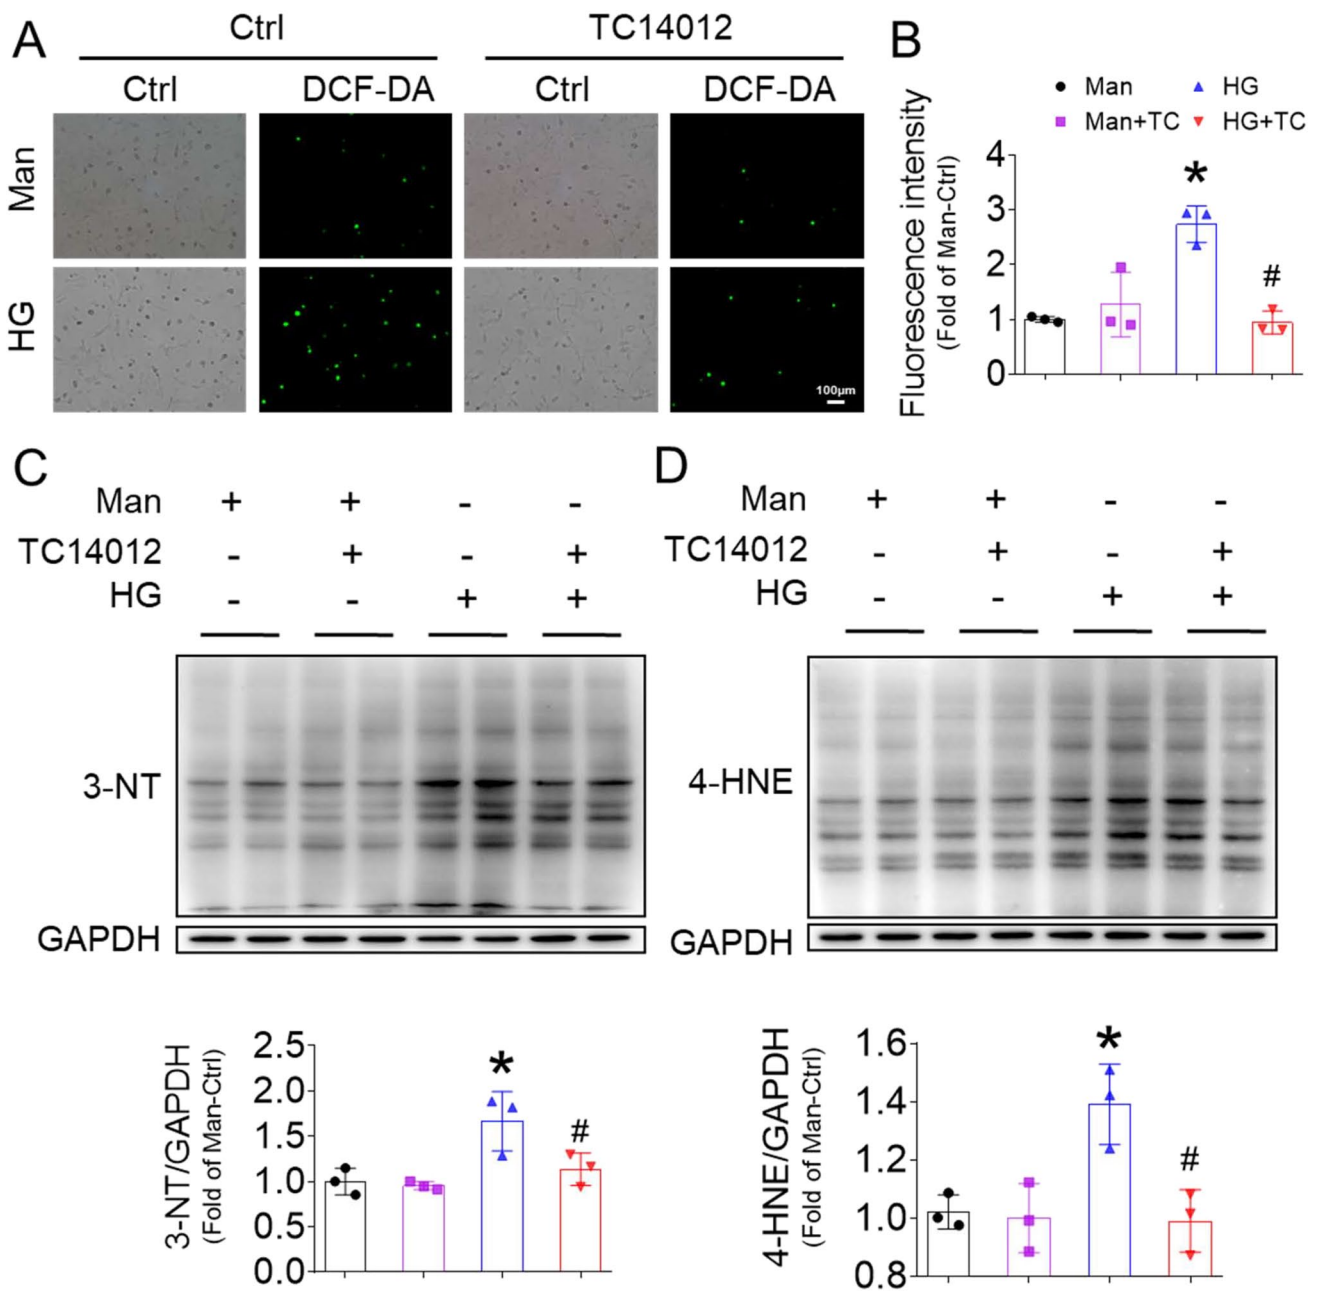 A
Ctrl
TC14012
Ctrl
DCF-DA
Ctrl
DCF-DA
Man
HG
100μm
B
Man
HG
Man+TC
HG+TC
Fluorescence intensity
(Fold of Man-Ctrl)
4
3
2
1
0
*
#
C
Man + + - -
TC14012 - + - +
HG - - + +
3-NT
GAPDH
3-NT/GAPDH
(Fold of Man-Ctrl)
2.5
2.0
1.5
1.0
0.5
0.0
*
#
D
Man + + - -
TC14012 - + - +
HG - - + +
4-HNE
GAPDH
4-HNE/GAPDH
(Fold of Man-Ctrl)
1.6
1.4
1.2
1.0
0.8
*
#